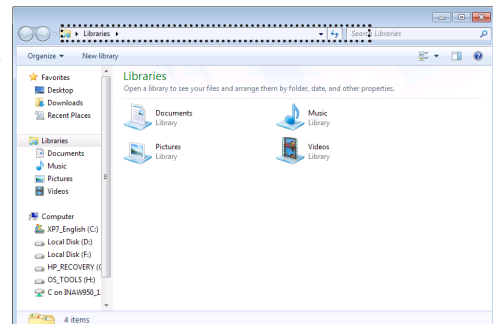 Libraries
Search Libraries
Organize
New library
Favorites
Desktop
Downloads
Recent Places
Libraries
Documents
Music
Pictures
Videos
Computer
XP7_English (C:)
Local Disk (D:)
Local Disk (F:)
HP_RECOVERY (
OS_TOOLS (H:)
C on INAW950_1
Libraries
Open a library to see your files and arrange them by folder, date, and other properties.
Documents
Library
Music
Library
Pictures
Library
Videos
Library
4 items